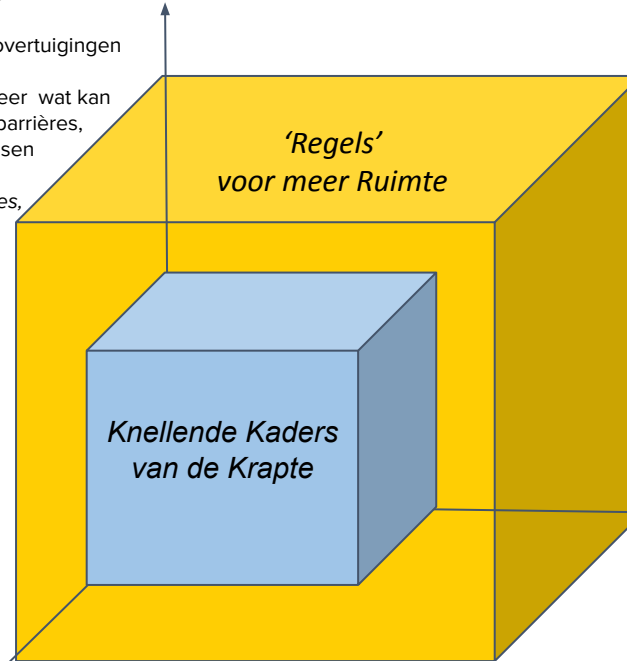 overtuigingen
eer wat kan
barrières,
sen
es,
'Regels'
voor meer Ruimte
Knellende Kaders
van de Krapte